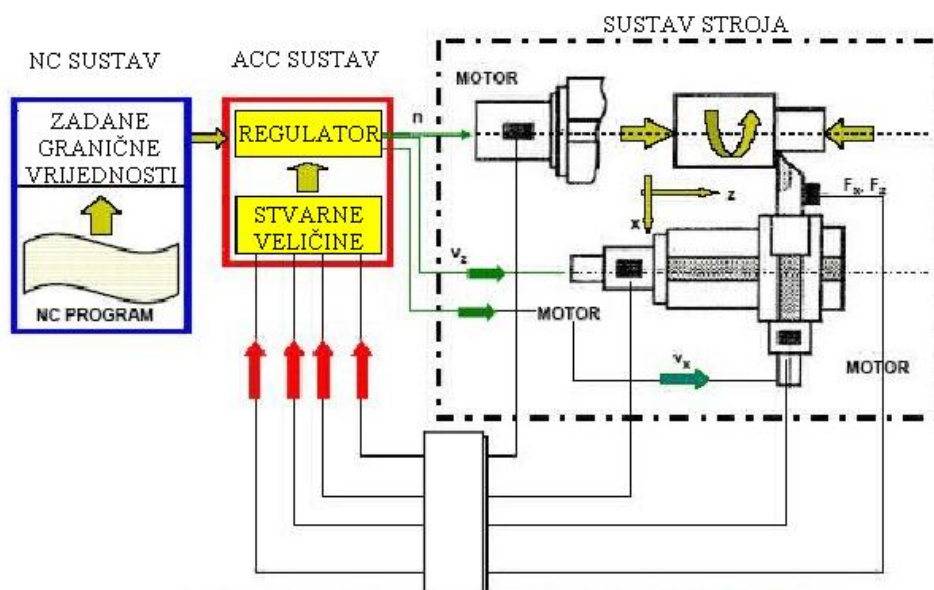 SUSTAV STROJA
NC SUSTAV
ACC SUSTAV
MOTOR
ZADANE
GRANIČNE
VRIJEDNOSTI
REGULATOR
n
STVARNE
VELIČINE
z
x
Fx, Fz
vz
NC PROGRAM
MOTOR
vx
MOTOR